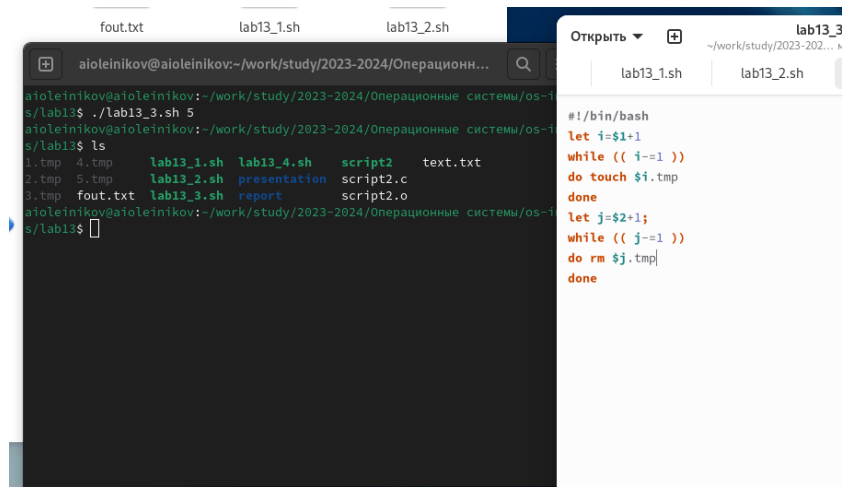 fout.txt lab13_1.sh lab13_2.sh
aioleinikov@aioleinikov:~/work/study/2023-2024/Операционн...
aioleinikov@aioleinikov:~/work/study/2023-2024/Операционные системы/os-i
s/lab13$ ./lab13_3.sh 5
aioleinikov@aioleinikov:~/work/study/2023-2024/Операционные системы/os-i
s/lab13$ ls
1.tmp 4.tmp lab13_1.sh lab13_4.sh script2 text.txt
2.tmp 5.tmp lab13_2.sh presentation script2.c
3.tmp fout.txt lab13_3.sh report script2.o
aioleinikov@aioleinikov:~/work/study/2023-2024/Операционные системы/os-i
s/lab13$
Открыть lab13_3
~/work/study/2023-202...
lab13_1.sh lab13_2.sh
#!/bin/bash
let i=$1+1
while (( i-=1 ))
do touch $i.tmp
done
let j=$2+1;
while (( j-=1 ))
do rm $j.tmp
done